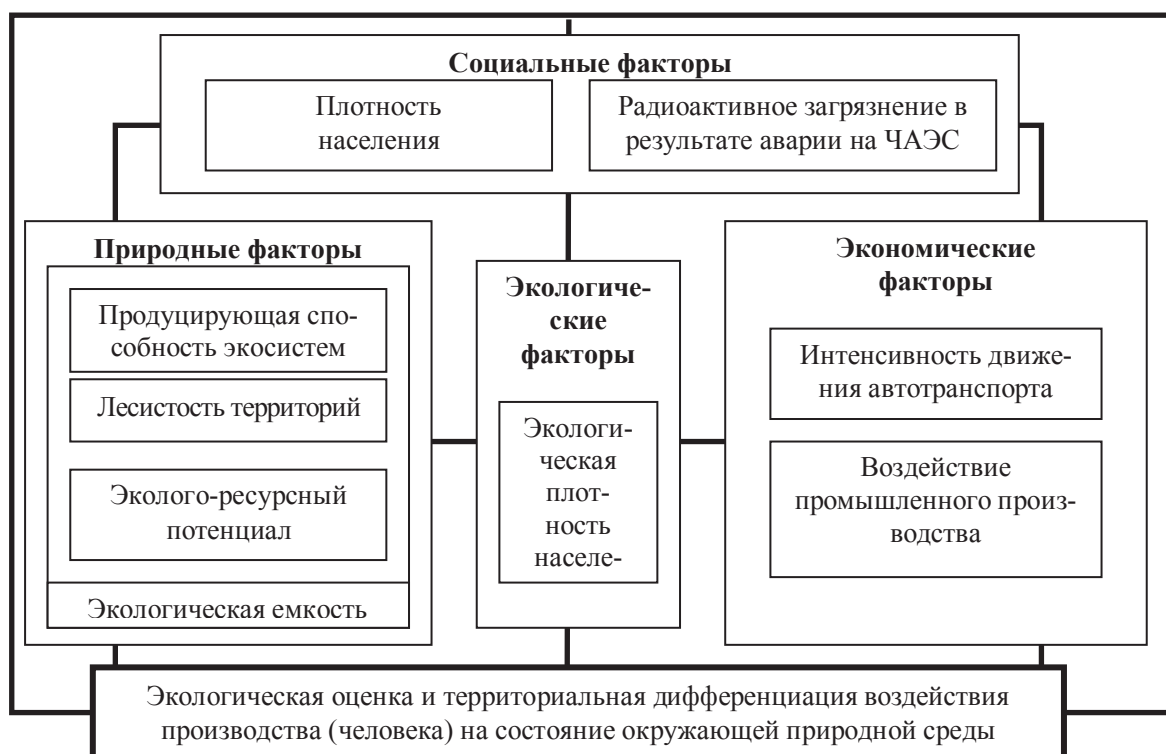 Социальные факторы
Плотность
населения
Радиоактивное загрязнение в
результате аварии на ЧАЭС
Природные факторы
Продуцирующая спо-
собность экосистем
Лесистость территорий
Эколого-ресурсный
потенциал
Экологическая емкость
Экологиче-
ские
факторы
Экологи-
ческая
плот-
ность
населе-
Экономические
факторы
Интенсивность движе-
ния автотранспорта
Воздействие
промышленного произ-
водства
Экологическая оценка и территориальная дифференциация воздействия
производства (человека) на состояние окружающей природной среды